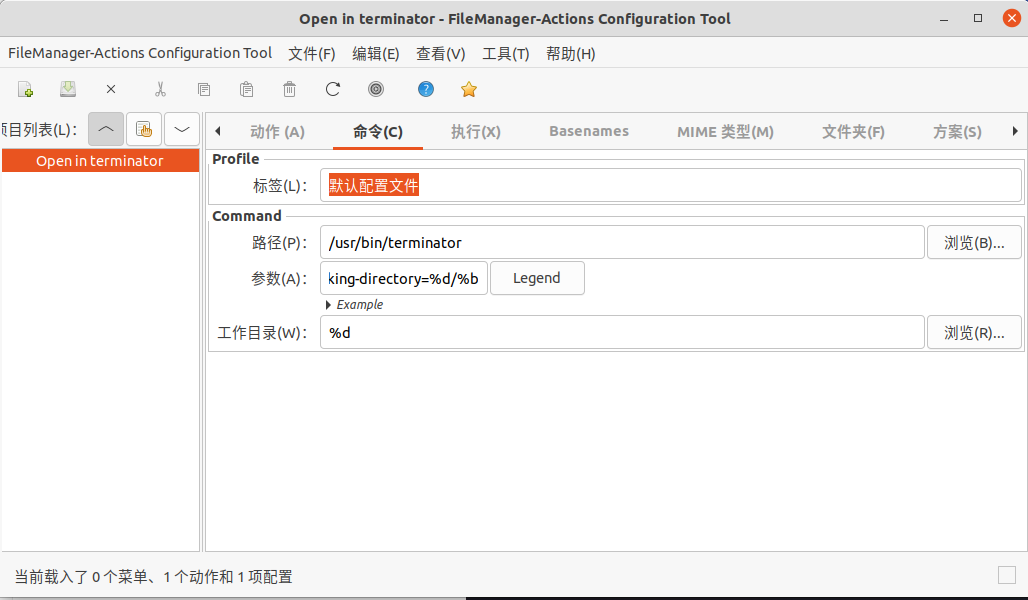 Open in terminator - FileManager-Actions Configuration Tool
FileManager-Actions Configuration Tool 文件(F) 编辑(E) 查看(V) 工具(T) 帮助(H)
目列表(L)：
动作 (A) 命令(C) 执行(X) Basenames MIME 类型(M) 文件夹(F) 方案(S)
Open in terminator
Profile
标签(L)： 默认配置文件
Command
路径(P)： /usr/bin/terminator 浏览(B)...
参数(A)： king-directory=%d/%b Legend
Example
工作目录(W)： %d 浏览(R)...
当前载入了 0 个菜单、1 个动作和 1 项配置